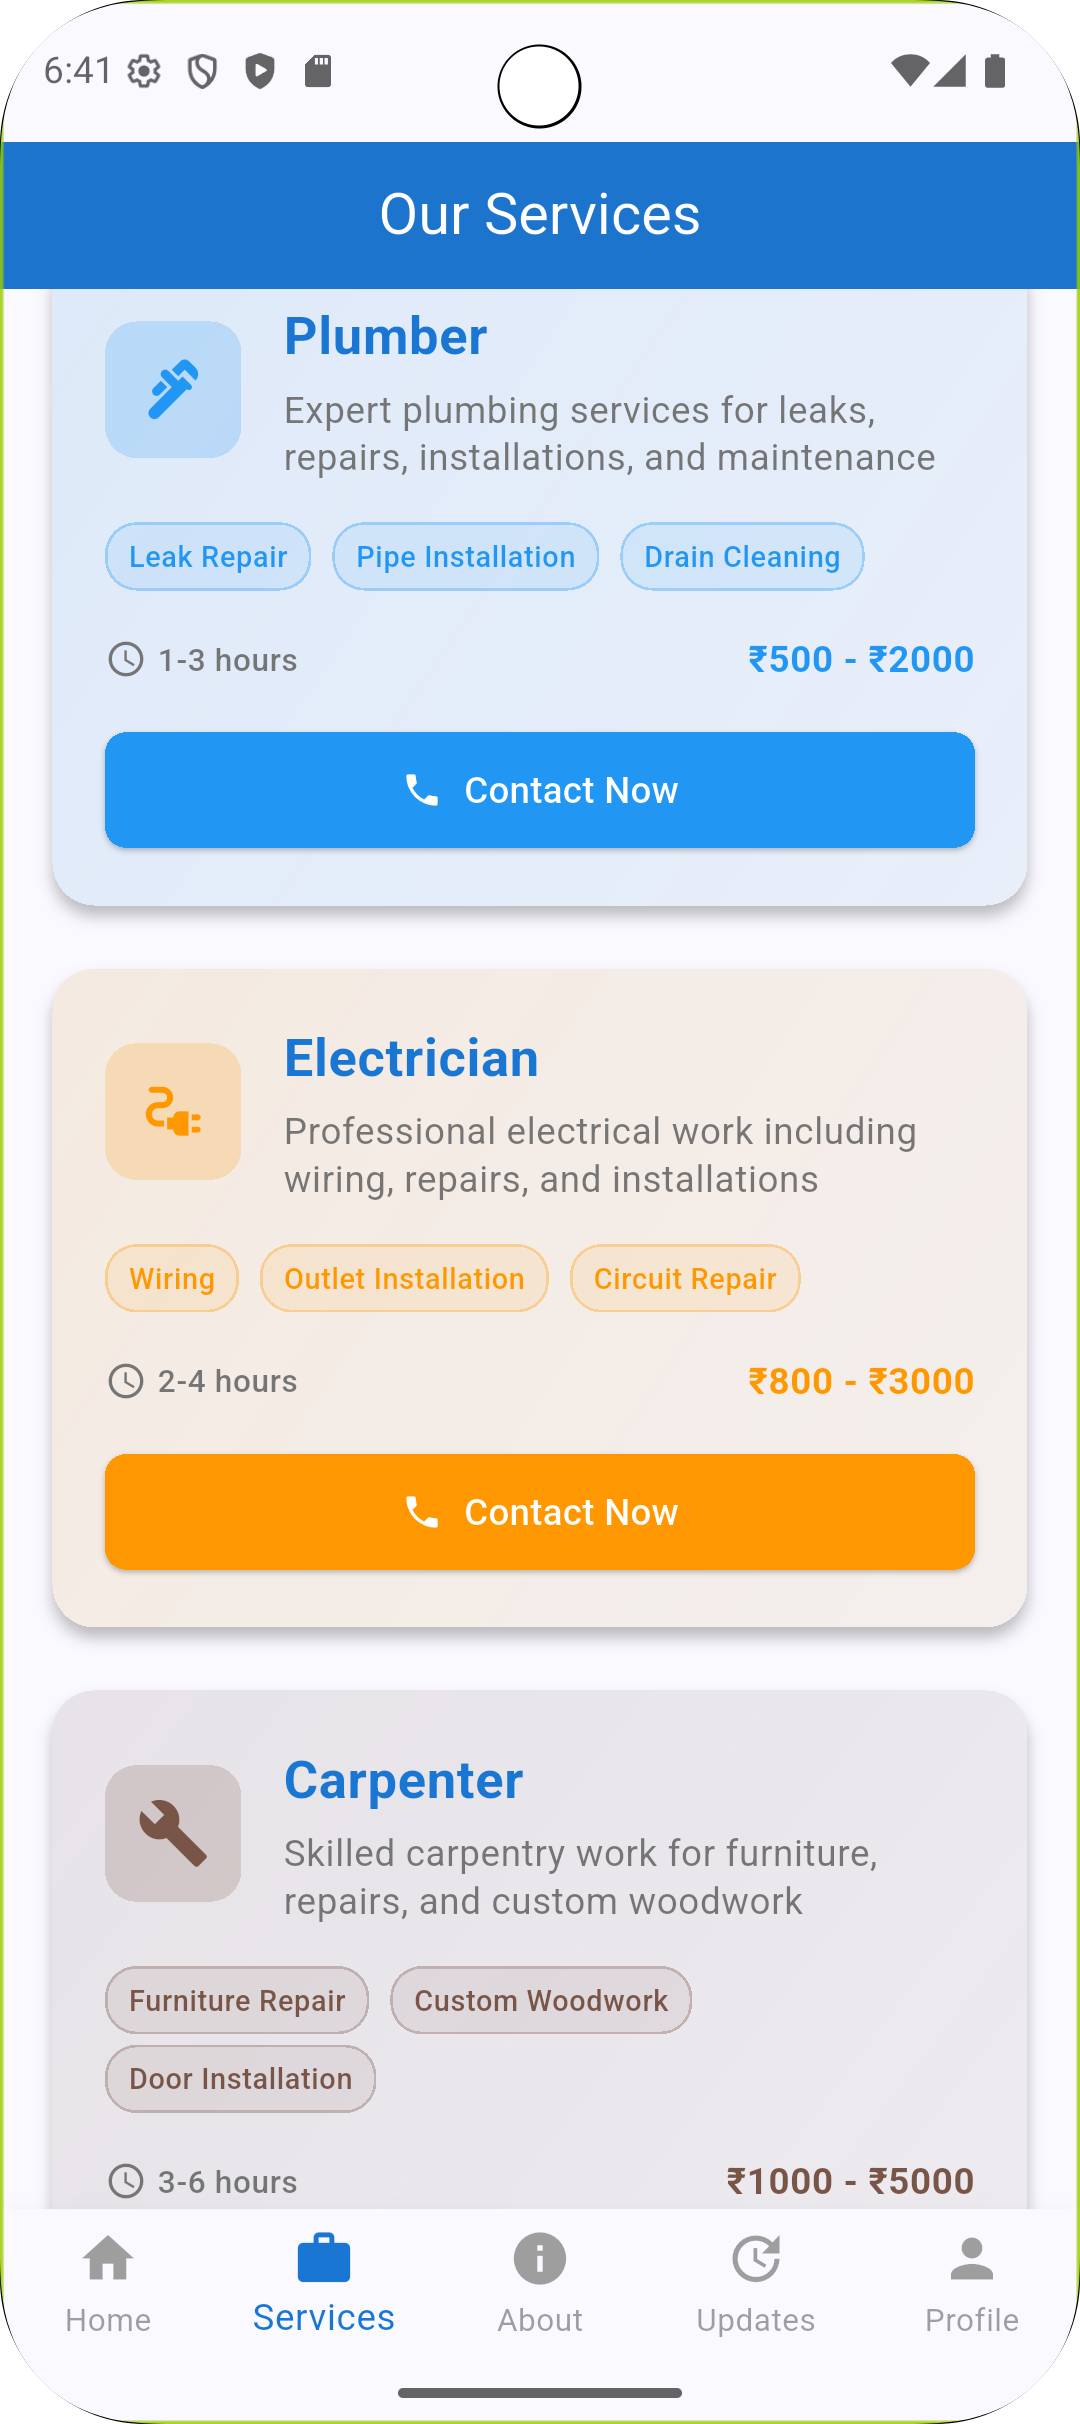 6:41
Our Services
Plumber
Expert plumbing services for leaks,
repairs, installations, and maintenance
Leak Repair Pipe Installation Drain Cleaning
1-3 hours ₹500 - ₹2000
Contact Now
Electrician
Professional electrical work including
wiring, repairs, and installations
Wiring Outlet Installation Circuit Repair
2-4 hours ₹800 - ₹3000
Contact Now
Carpenter
Skilled carpentry work for furniture,
repairs, and custom woodwork
Furniture Repair Custom Woodwork
Door Installation
3-6 hours ₹1000 - ₹5000
Home Services About Updates Profile